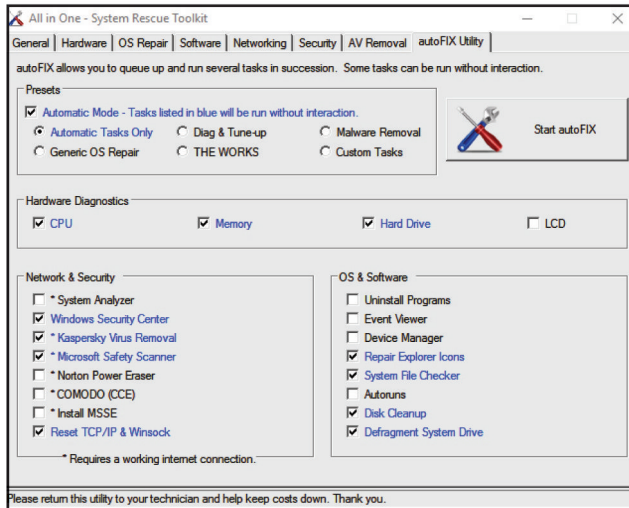 All in One - System Rescue Toolkit
General Hardware OS Repair Software Networking Security AV Removal autoFIX Utility
autoFIX allows you to queue up and run several tasks in succession. Some tasks can be run without interaction.
Presets
Automatic Mode - Tasks listed in blue will be run without interaction.
Automatic Tasks Only Diag & Tune-up Malware Removal
Generic OS Repair THE WORKS Custom Tasks
Start autoFIX
Hardware Diagnostics
CPU Memory Hard Drive LCD
Network & Security
* System Analyzer
Windows Security Center
* Kaspersky Virus Removal
* Microsoft Safety Scanner
* Norton Power Eraser
* COMODO (CCE)
* Install MSSE
Reset TCP/IP & Winsock
* Requires a working internet connection.
OS & Software
Uninstall Programs
Event Viewer
Device Manager
Repair Explorer Icons
System File Checker
Autoruns
Disk Cleanup
Defragment System Drive
Please return this utility to your technician and help keep costs down. Thank you.